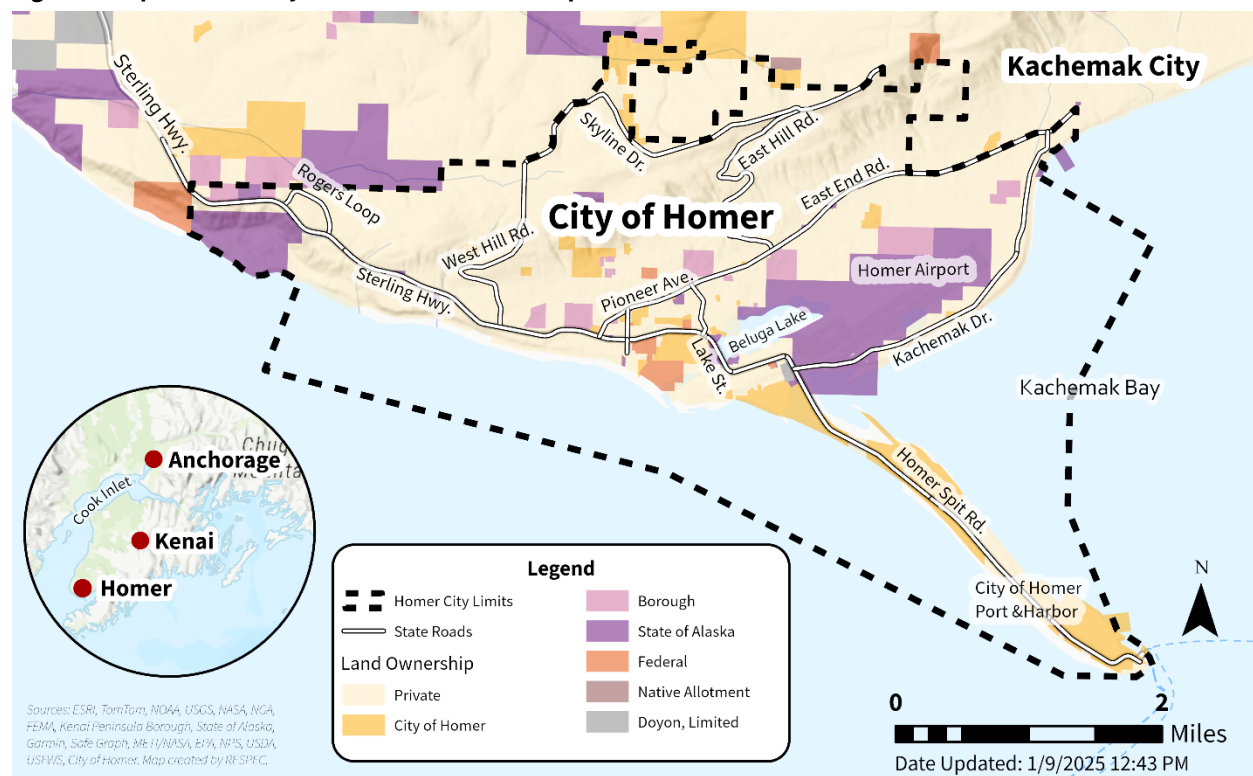 Kachemak City
Sterling Hwy.
Skyline Dr.
East Hill Rd.
Rogers Loop
East End Rd.
City of Homer
West Hill Rd.
Homer Airport
Sterling Hwy.
Pioneer Ave.
Beluga Lake
Kachemak Dr.
Lake St.
Kachemak Bay
Anchorage
Cook Inlet
Kenai
Homer
Homer Spit Rd.
City of Homer
Port &Harbor
N
Legend
Homer City Limits
State Roads
Land Ownership
Private
City of Homer
Borough
State of Alaska
Federal
Native Allotment
Doyon, Limited
0 2
Miles
Date Updated: 1/9/2025 12:43 PM
Sources: ESRI, TomTom, NOAA, USGS, NASA, NGA,
FEMA, Kenai Peninsula Borough, State of Alaska,
Garmin, Safe Graph, METI/NASA, EPA, NPS, USDA,
USFWS, City of Homer. Map created by RESPEC.